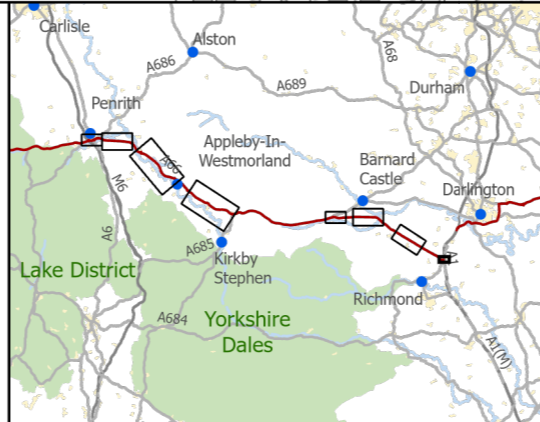 Carlisle
Alston
A68
A686
A689
Durham
Penrith
Appleby-In-
Westmorland
A66
Barnard
Castle
Darlington
M6
A6
A685
Lake District
Kirkby
Stephen
Richmond
A684
Yorkshire
Dales
A1(M)